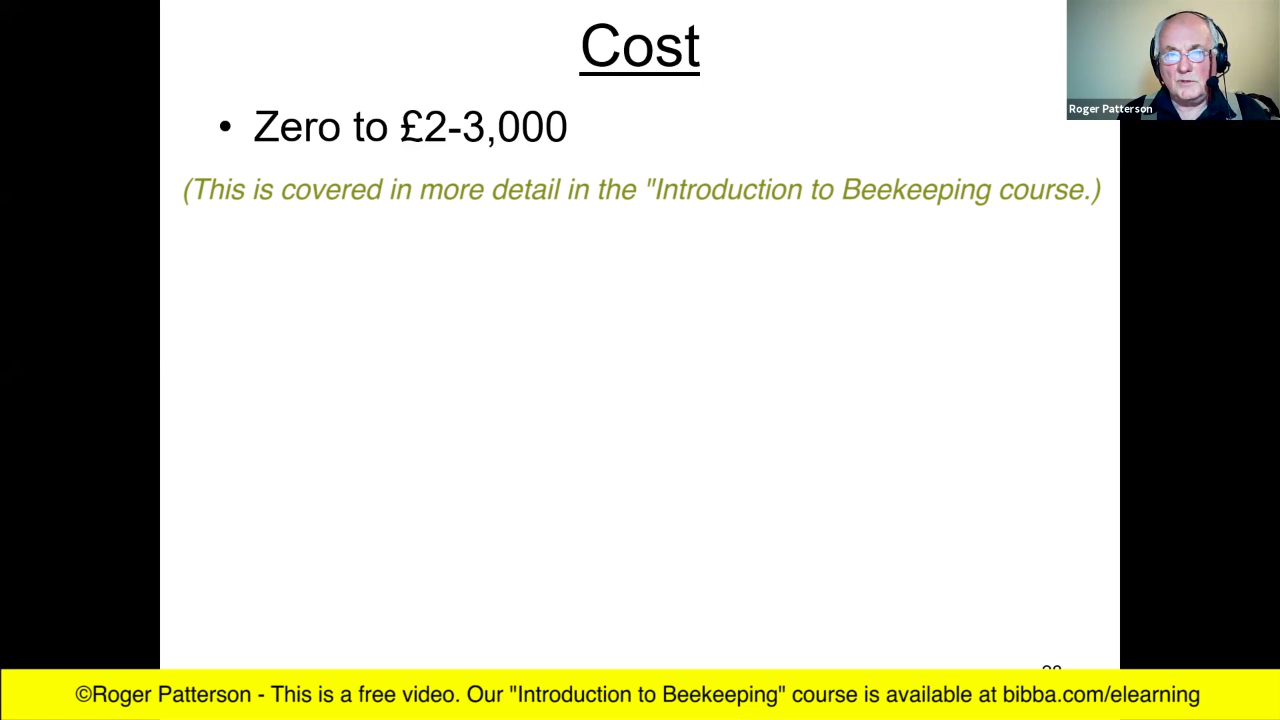 Cost
Roger Patterson
• Zero to £2-3,000
(This is covered in more detail in the "Introduction to Beekeeping course.)
©Roger Patterson - This is a free video. Our "Introduction to Beekeeping" course is available at bibba.com/elearning